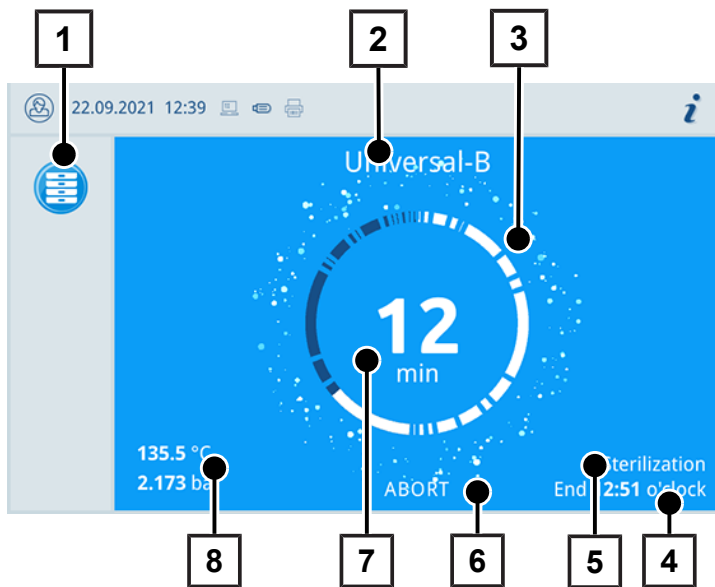 1
2
3
22.09.2021 12:39
i
Universal-B
12
min
135.5 °C
2.173 bar
ABORT
Sterilization
End 12:51 o'clock
8
7
6
5
4